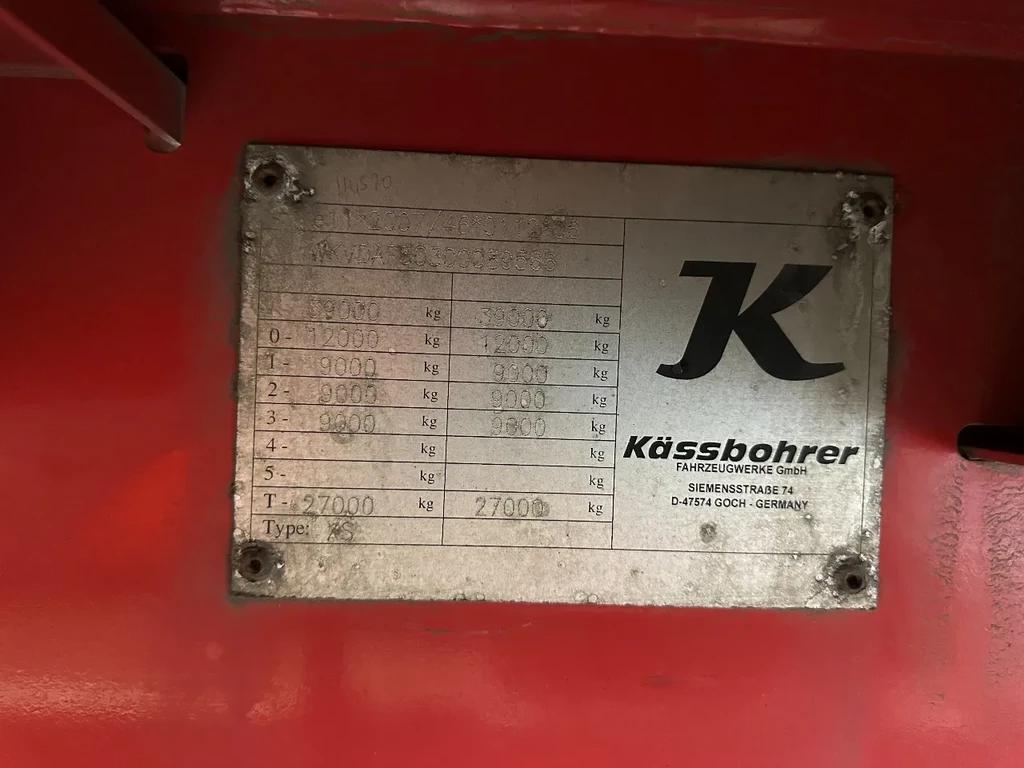 39000 kg 39000 kg
0- 12000 kg 12000 kg
1- 9000 kg 9000 kg
2- 9000 kg 9000 kg
3- 9000 kg 9000 kg
4- kg kg
5- kg kg
T- 27000 kg 27000 kg
Type: XS
K
Kässbohrer
FAHRZEUGWERKE GmbH
SIEMENSSTRAßE 74
D-47574 GOCH - GERMANY